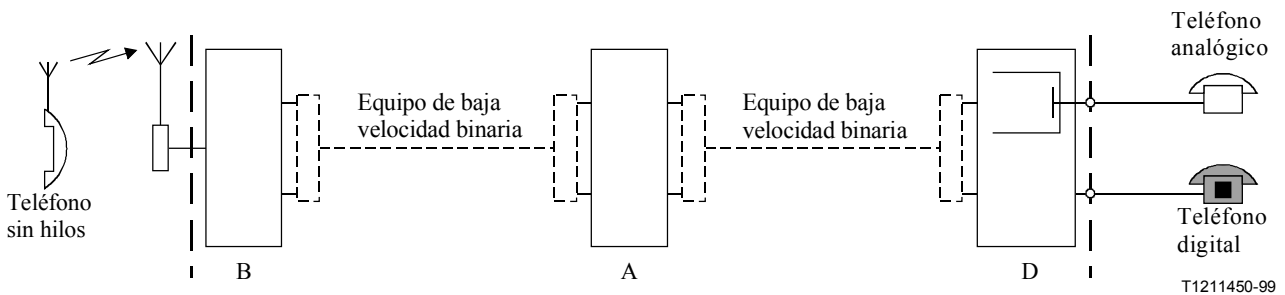 Teléfono
analógico
Equipo de baja
velocidad binaria
Equipo de baja
velocidad binaria
Teléfono
sin hilos
Teléfono
digital
B
A
D
T1211450-99